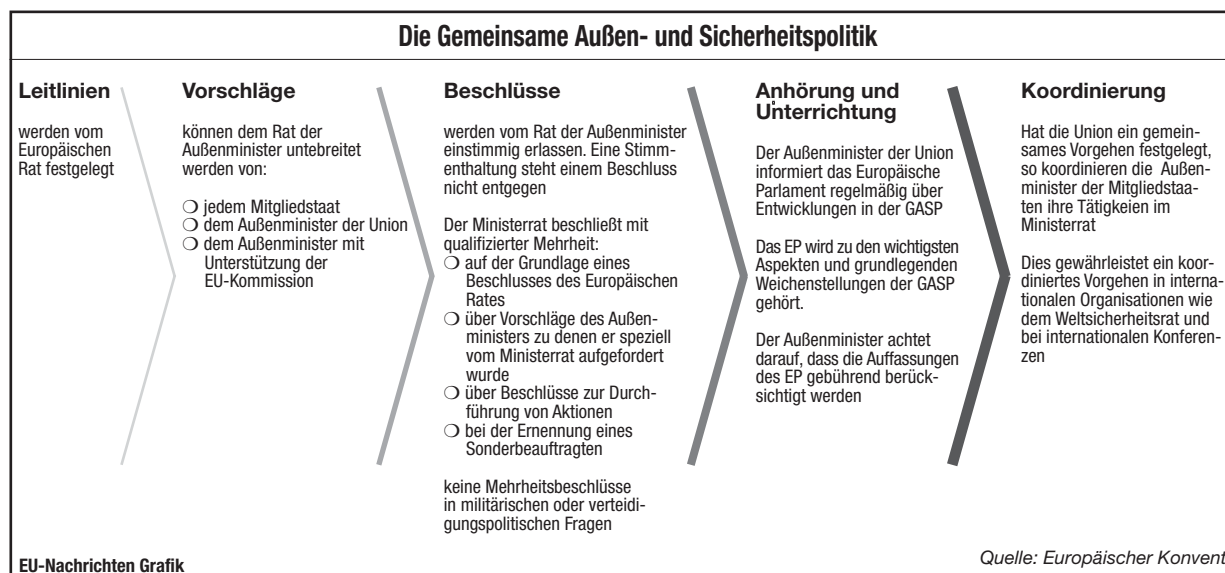 Die Gemeinsame Außen- und Sicherheitspolitik
Leitlinien
werden vom
Europäischen
Rat festgelegt
Vorschläge
können dem Rat der
Außenminister untebreitet
werden von:
❍ jedem Mitgliedstaat
❍ dem Außenminister der Union
❍ dem Außenminister mit
Unterstützung der
EU-Kommission
Beschlüsse
werden vom Rat der Außenminister
einstimmig erlassen. Eine Stimm-
enthaltung steht einem Beschluss
nicht entgegen
Der Ministerrat beschließt mit
qualifizierter Mehrheit:
❍ auf der Grundlage eines
Beschlusses des Europäischen
Rates
❍ über Vorschläge des Außen-
ministers zu denen er speziell
vom Ministerrat aufgefordert
wurde
❍ über Beschlüsse zur Durch-
führung von Aktionen
❍ bei der Ernennung eines
Sonderbeauftragten
keine Mehrheitsbeschlüsse
in militärischen oder verteidi-
gungspolitischen Fragen
Anhörung und
Unterrichtung
Der Außenminister der Union
informiert das Europäische
Parlament regelmäßig über
Entwicklungen in der GASP
Das EP wird zu den wichtigsten
Aspekten und grundlegenden
Weichenstellungen der GASP
gehört.
Der Außenminister achtet
darauf, dass die Auffassungen
des EP gebührend berück-
sichtigt werden
Koordinierung
Hat die Union ein gemein-
sames Vorgehen festgelegt,
so koordinieren die Außen-
minister der Mitgliedstaa-
ten ihre Tätigkeien im
Ministerrat
Dies gewährleistet ein koor-
diniertes Vorgehen in interna-
tionalen Organisationen wie
dem Weltsicherheitsrat und
bei internationalen Konferen-
zen
EU-Nachrichten Grafik
Quelle: Europäischer Konvent